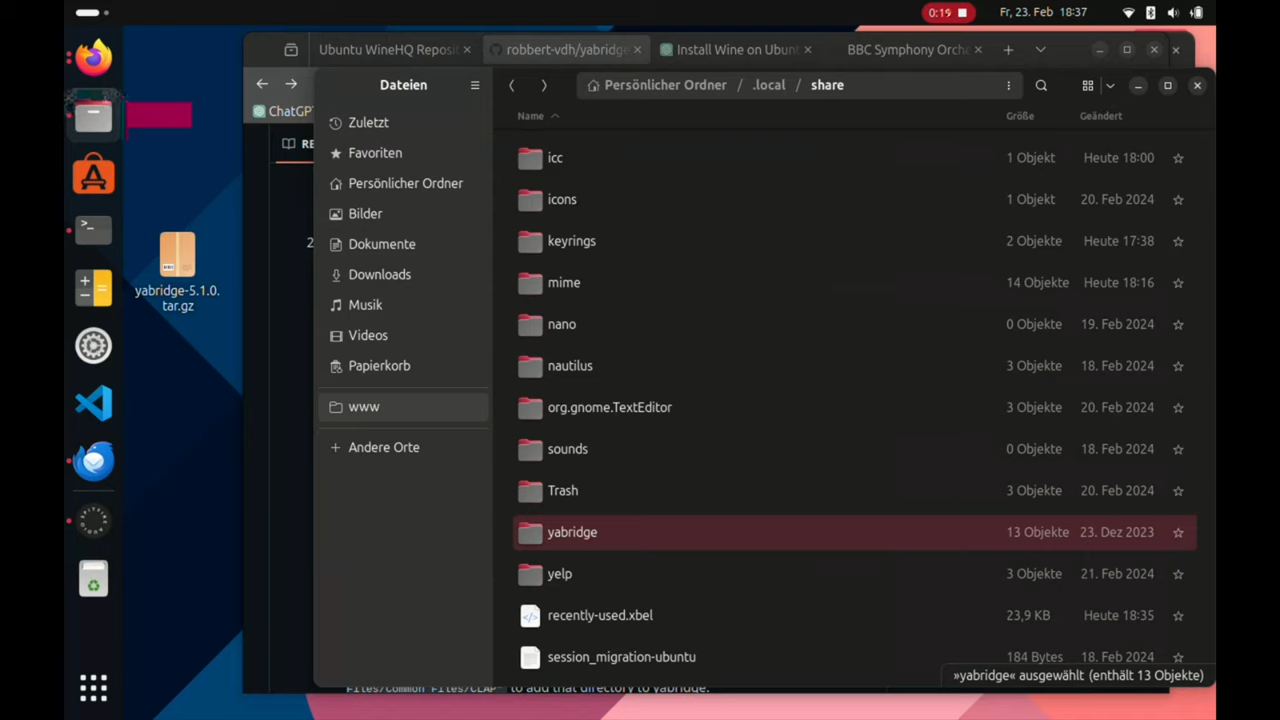 0:19
Fr, 23. Feb 18:37
Ubuntu WineHQ Reposit
robbert-vdh/yabridge
Install Wine on Ubun
BBC Symphony Orch
ChatGPT
RE
2
Dateien
Persönlicher Ordner / .local / share
Name
Größe
Geändert
Zuletzt
Favoriten
Persönlicher Ordner
Bilder
Dokumente
Downloads
Musik
Videos
Papierkorb
www
Andere Orte
icc 1 Objekt Heute 18:00
icons 1 Objekt 20. Feb 2024
keyrings 2 Objekte Heute 17:38
mime 14 Objekte Heute 18:16
nano 0 Objekte 19. Feb 2024
nautilus 3 Objekte 18. Feb 2024
org.gnome.TextEditor 3 Objekte 20. Feb 2024
sounds 0 Objekte 18. Feb 2024
Trash 3 Objekte 20. Feb 2024
yabridge 13 Objekte 23. Dez 2023
yelp 3 Objekte 21. Feb 2024
recently-used.xbel 23,9 KB Heute 18:35
session_migration-ubuntu 184 Bytes 18. Feb 2024
»yabridge« ausgewählt (enthält 13 Objekte)
Files/Common Files/CLAP" to add that directory to yabridge.
yabridge-5.1.0.
tar.gz